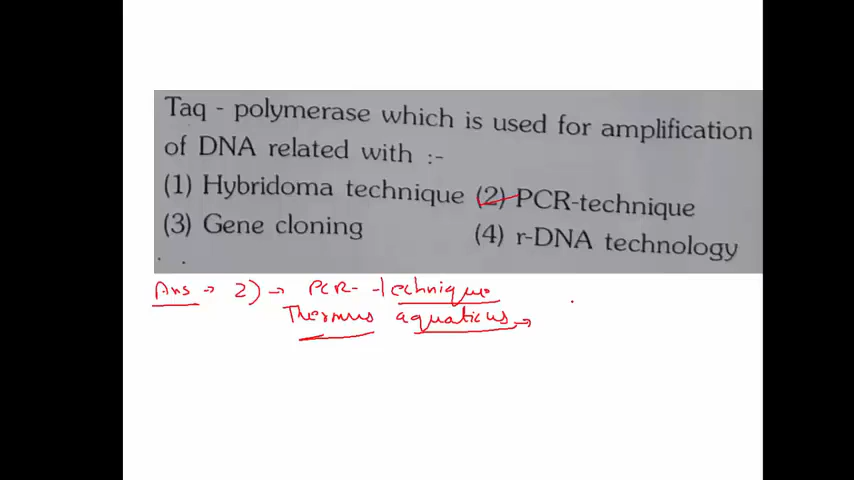 Taq - polymerase which is used for amplification
of DNA related with :-
(1) Hybridoma technique (2) PCR-technique
(3) Gene cloning (4) r-DNA technology
Ans → 2) → PCR- technique
Thermus aquaticus →